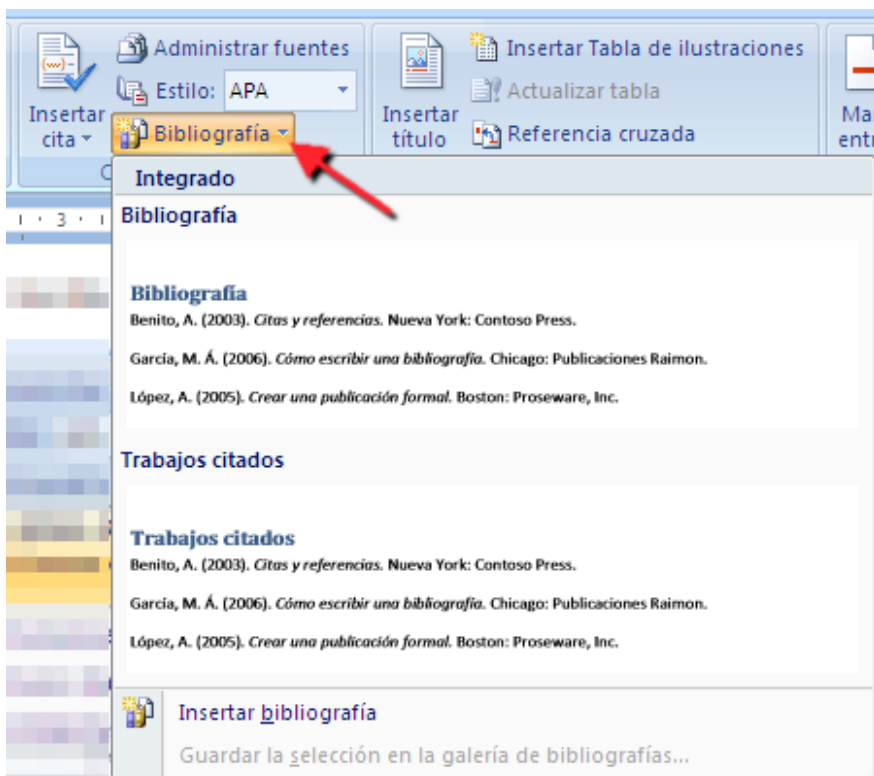 Administrar fuentes
Estilo: APA
Insertar
cita
Bibliografía
Insertar Tabla de ilustraciones
Actualizar tabla
Insertar
título
Referencia cruzada
Ma
entr
C
3
Integrado
Bibliografía
Bibliografía
Benito, A. (2003). Citas y referencias. Nueva York: Contoso Press.
García, M. Á. (2006). Cómo escribir una bibliografía. Chicago: Publicaciones Raimon.
López, A. (2005). Crear una publicación formal. Boston: Proseware, Inc.
Trabajos citados
Trabajos citados
Benito, A. (2003). Citas y referencias. Nueva York: Contoso Press.
García, M. Á. (2006). Cómo escribir una bibliografía. Chicago: Publicaciones Raimon.
López, A. (2005). Crear una publicación formal. Boston: Proseware, Inc.
Insertar bibliografía
Guardar la selección en la galería de bibliografías...